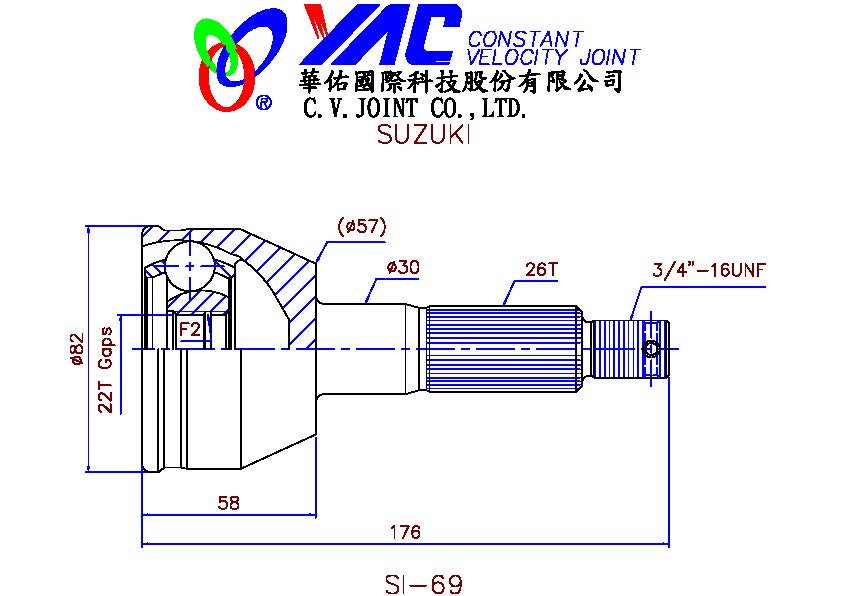 YAC CONSTANT
VELOCITY JOINT
®
華佑國際科技股份有限公司
C.V.JOINT CO.,LTD.
SUZUKI
(ø57)
ø30
26T
3/4"-16UNF
F2
ø82
22T Gaps
58
176
SI-69